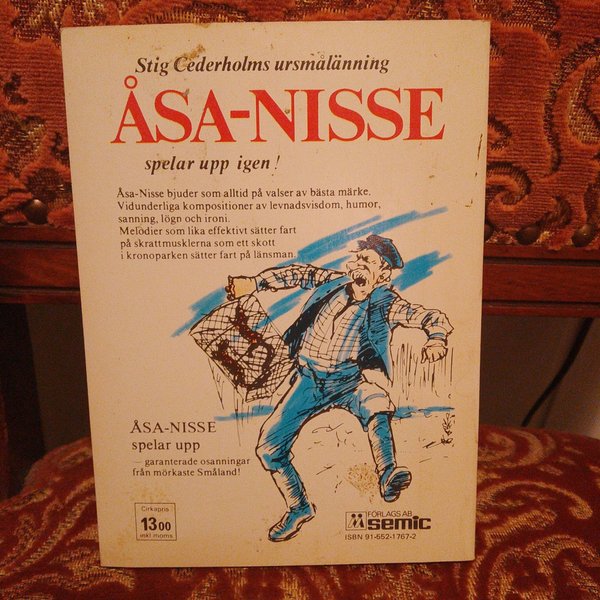 Stig Cederholms ursmålänning
ÅSA-NISSE
spelar upp igen!
Åsa-Nisse bjuder som alltid på valser av bästa märke.
Vidunderliga kompositioner av levnadsvisdom, humor,
sanning, lögn och ironi.
Melodier som lika effektivt sätter fart
på skrattmusklerna som ett skott
i kronoparken sätter fart på länsman.
ÅSA-NISSE
spelar upp
—garanterade osanningar
från mörkaste Småland!
Cirkapris
1300
inkl moms
FÖRLAGS AB
semic
ISBN 91-552-1767-2